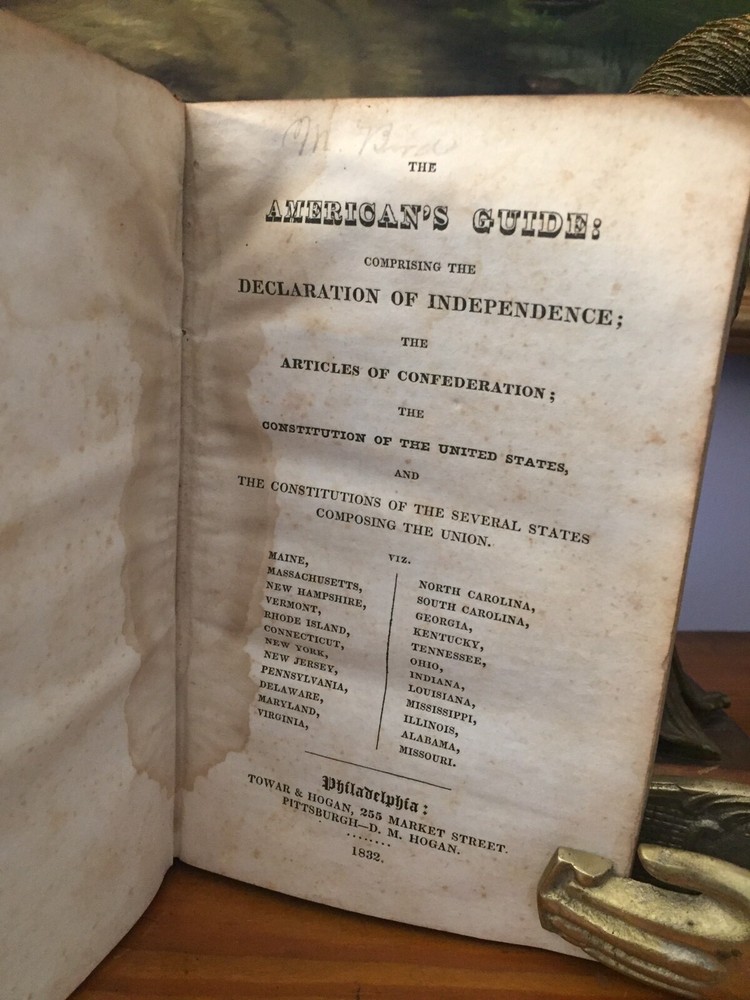 M. Bird
THE
AMERICAN'S GUIDE:
COMPRISING THE
DECLARATION OF INDEPENDENCE;
THE
ARTICLES OF CONFEDERATION;
THE
CONSTITUTION OF THE UNITED STATES,
AND
THE CONSTITUTIONS OF THE SEVERAL STATES
COMPOSING THE UNION.
VIZ.
MAINE,
MASSACHUSETTS,
NEW HAMPSHIRE,
VERMONT,
RHODE ISLAND,
CONNECTICUT,
NEW YORK,
NEW JERSEY,
PENNSYLVANIA,
DELAWARE,
MARYLAND,
VIRGINIA,
NORTH CAROLINA,
SOUTH CAROLINA,
GEORGIA,
KENTUCKY,
TENNESSEE,
OHIO,
INDIANA,
LOUISIANA,
MISSISSIPPI,
ILLINOIS,
ALABAMA,
MISSOURI.
Philadelphia:
TOWAR & HOGAN, 255 MARKET STREET.
PITTSBURGH—D. M. HOGAN.
........
1832.